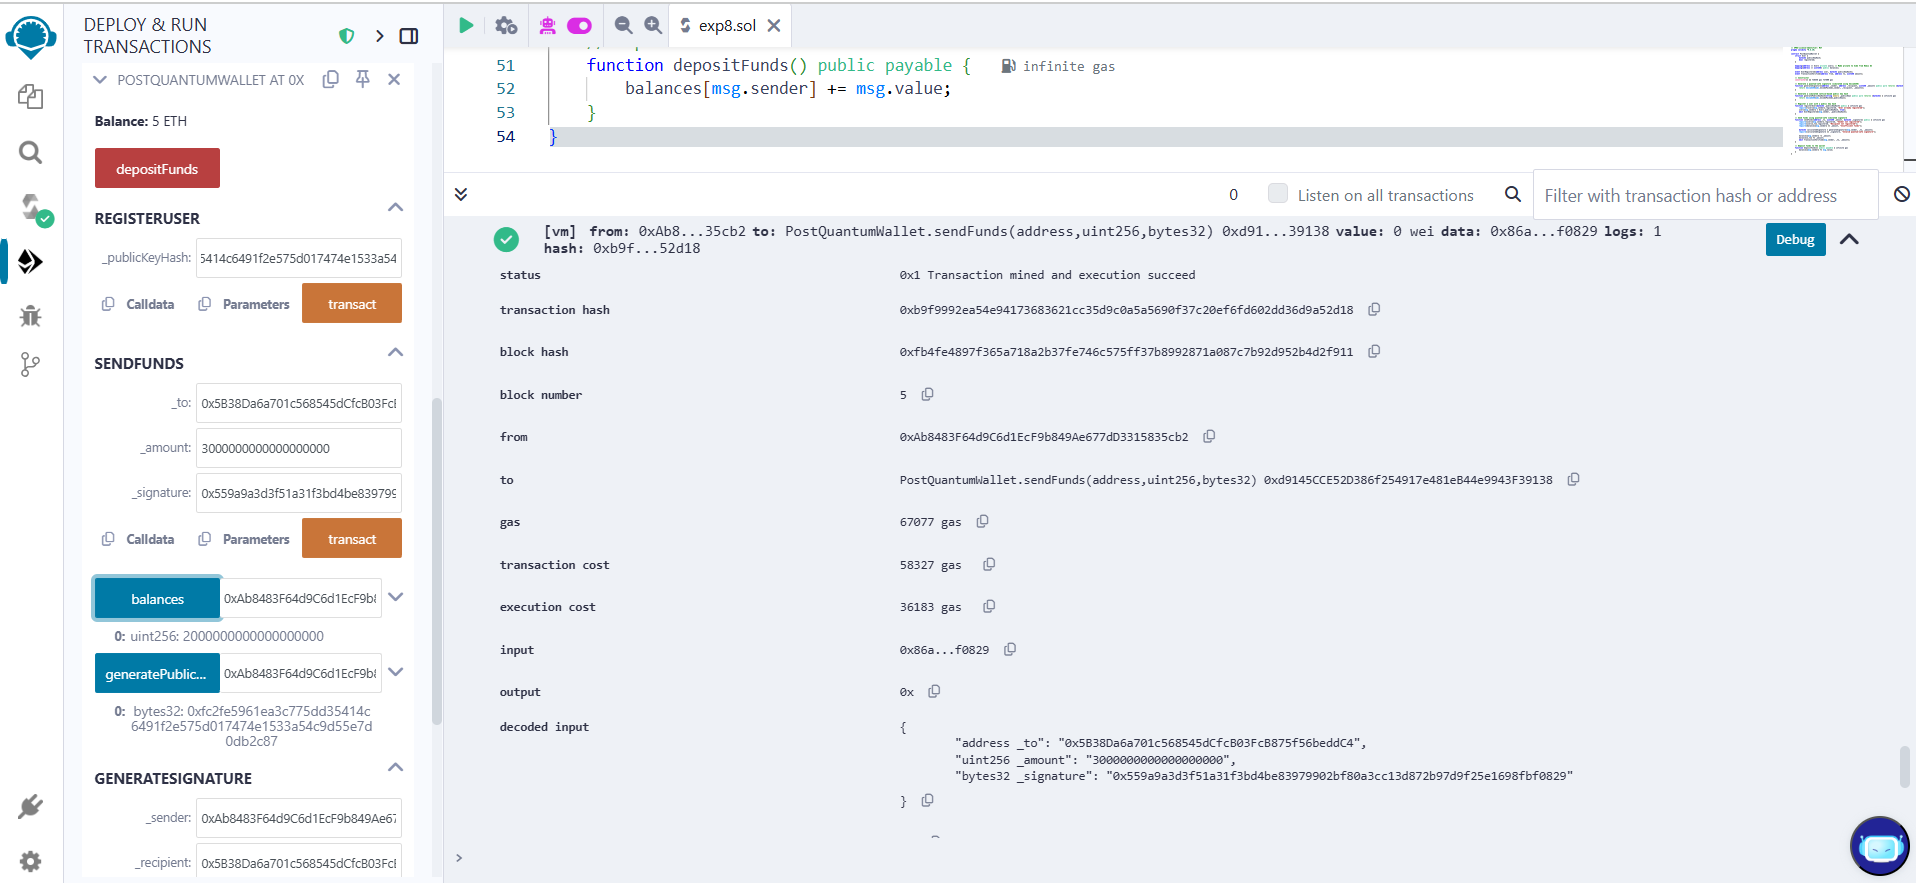 DEPLOY & RUN
TRANSACTIONS
POSTQUANTUMWALLET AT 0X
Balance: 5 ETH
depositFunds
REGISTERUSER
_publicKeyHash: 5414c6491f2e575d017474e1533a54
Calldata Parameters transact
SENDFUNDS
_to: 0x5B38Da6a701c568545dCfcB03FcB
_amount: 3000000000000000000
_signature: 0x559a9a3d3f51a31f3bd4be839799
Calldata Parameters transact
balances 0xAb8483F64d9C6d1EcF9b8
0: uint256: 2000000000000000000
generatePublic... 0xAb8483F64d9C6d1EcF9b8
0: bytes32: 0xfc2fe5961ea3c775dd35414c
6491f2e575d017474e1533a54c9d55e7d
0db2c87
GENERATESIGNATURE
_sender: 0xAb8483F64d9C6d1EcF9b849Ae67
_recipient: 0x5B38Da6a701c568545dCfcB03FcB
exp8.sol
51 function depositFunds() public payable { infinite gas
52 balances[msg.sender] += msg.value;
53 }
54 }
0 Listen on all transactions Filter with transaction hash or address
[vm] from: 0xAb8...35cb2 to: PostQuantumWallet.sendFunds(address,uint256,bytes32) 0xd91...39138 value: 0 wei data: 0x86a...f0829 logs: 1
hash: 0xb9f...52d18
Debug
status 0x1 Transaction mined and execution succeed
transaction hash 0xb9f9992ea54e94173683621cc35d9c0a5a5690f37c20ef6fd602dd36d9a52d18
block hash 0xfb4fe4897f365a718a2b37fe746c575ff37b8992871a087c7b92d952b4d2f911
block number 5
from 0xAb8483F64d9C6d1EcF9b849Ae677dD3315835cb2
to PostQuantumWallet.sendFunds(address,uint256,bytes32) 0xd9145CCE52D386f254917e481eB44e9943F39138
gas 67077 gas
transaction cost 58327 gas
execution cost 36183 gas
input 0x86a...f0829
output 0x
decoded input {
"address _to": "0x5B38Da6a701c568545dCfcB03FcB875f56beddC4",
"uint256 _amount": "3000000000000000000",
"bytes32 _signature": "0x559a9a3d3f51a31f3bd4be83979902bf80a3cc13d872b97d9f25e1698fbf0829"
}
>